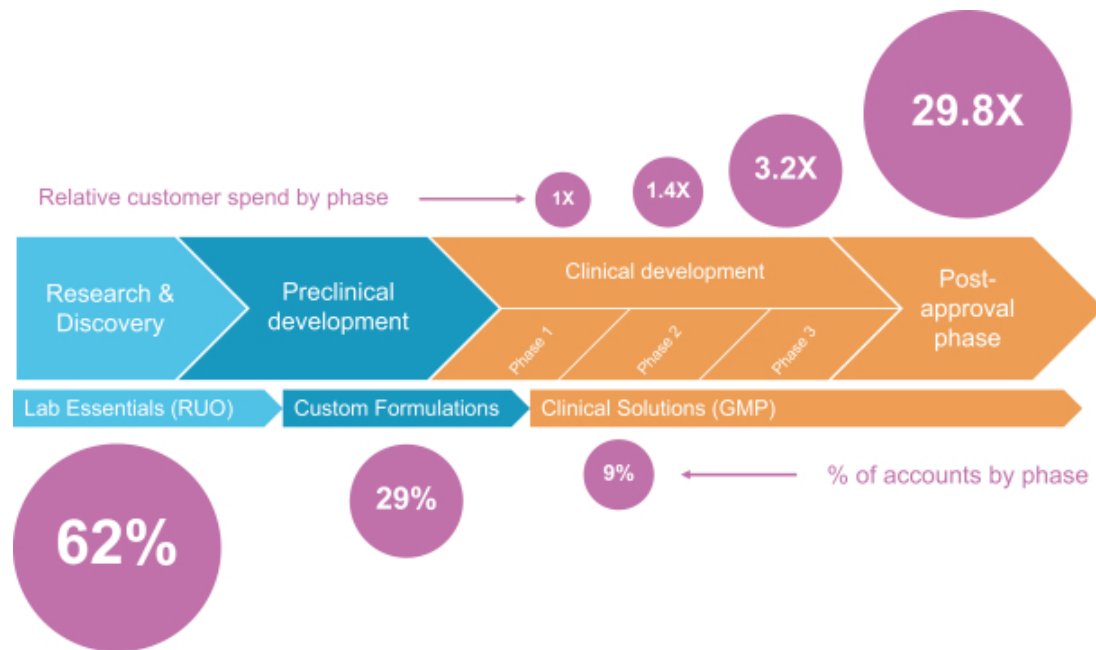 29.8X
3.2X
1.4X
1X
Relative customer spend by phase
Research &
Discovery
Preclinical
development
Clinical development
Phase 1
Phase 2
Phase 3
Post-
approval
phase
Lab Essentials (RUO)
Custom Formulations
Clinical Solutions (GMP)
62%
29%
9%
% of accounts by phase